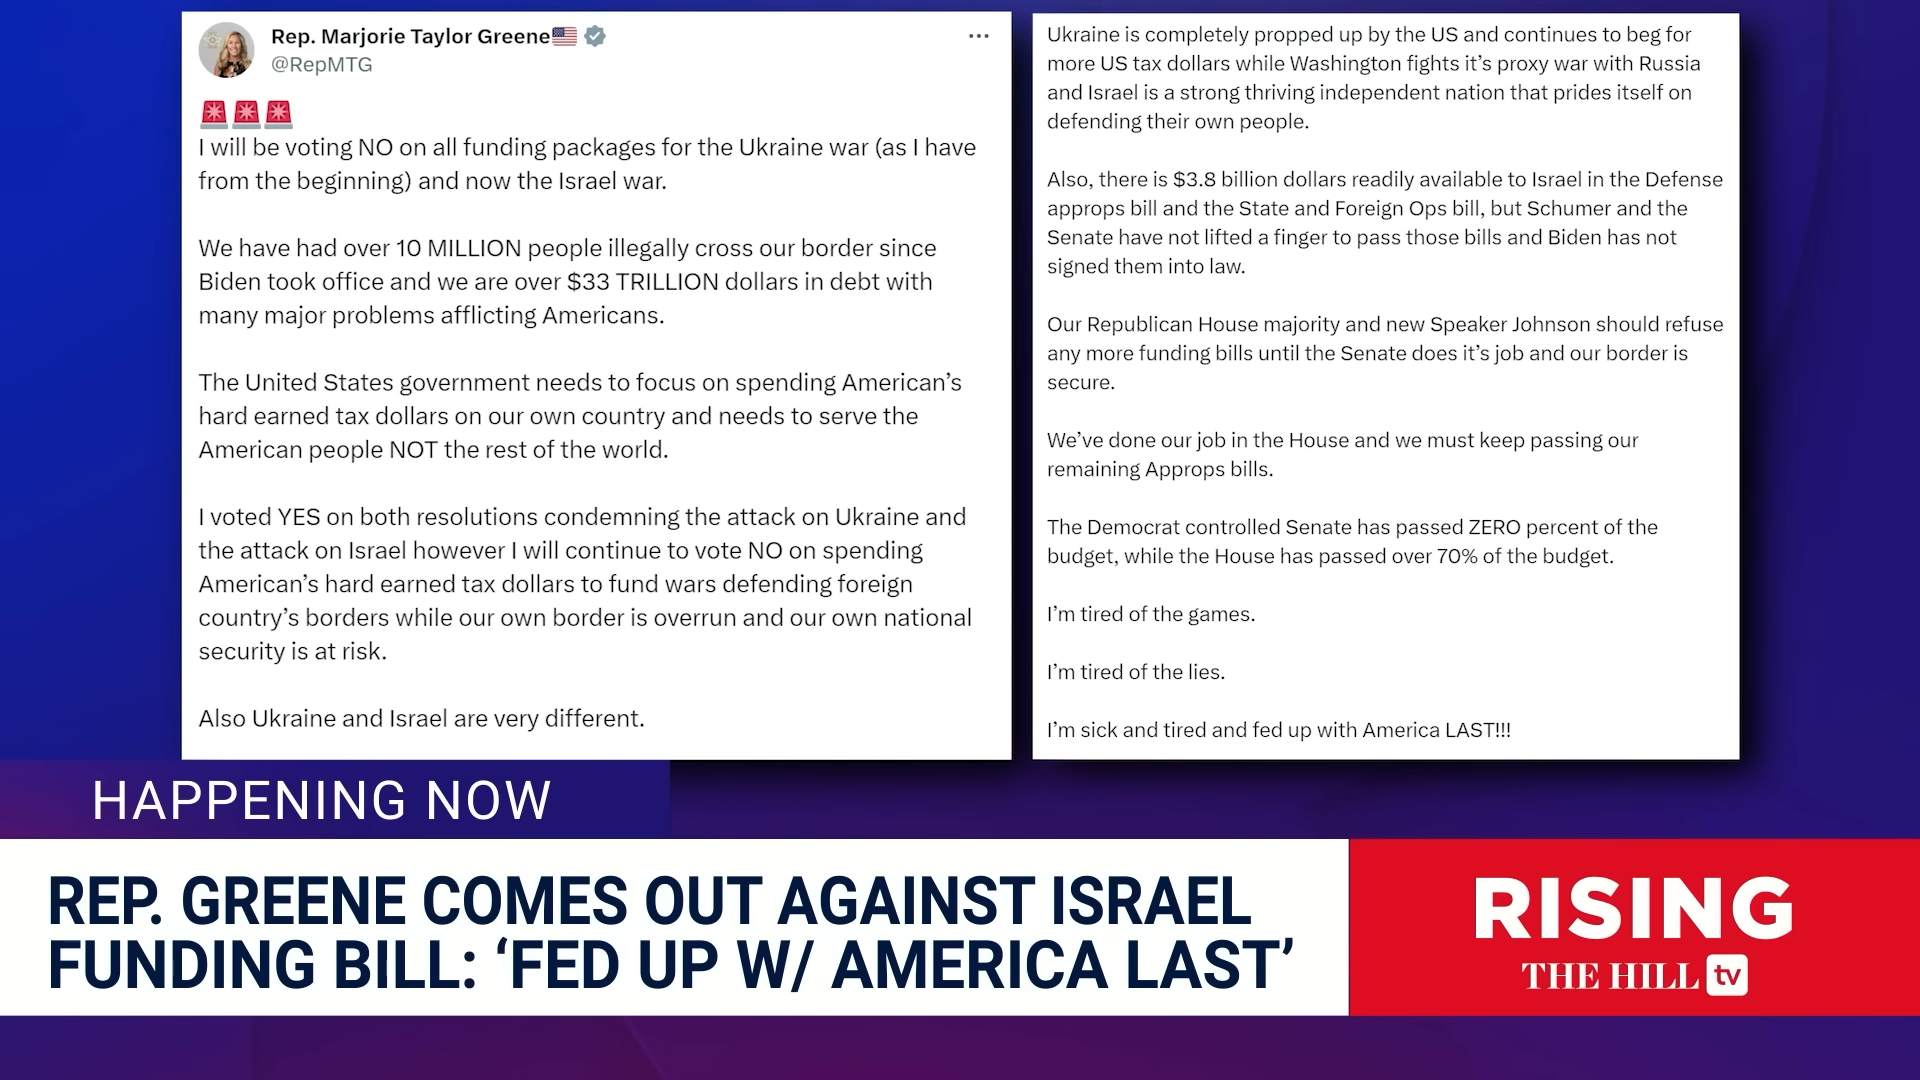 Rep. Marjorie Taylor Greene🇺🇸
@RepMTG
🚨🚨🚨
I will be voting NO on all funding packages for the Ukraine war (as I have
from the beginning) and now the Israel war.
We have had over 10 MILLION people illegally cross our border since
Biden took office and we are over $33 TRILLION dollars in debt with
many major problems afflicting Americans.
The United States government needs to focus on spending American’s
hard earned tax dollars on our own country and needs to serve the
American people NOT the rest of the world.
I voted YES on both resolutions condemning the attack on Ukraine and
the attack on Israel however I will continue to vote NO on spending
American’s hard earned tax dollars to fund wars defending foreign
country’s borders while our own border is overrun and our own national
security is at risk.
Also Ukraine and Israel are very different.
Ukraine is completely propped up by the US and continues to beg for
more US tax dollars while Washington fights it’s proxy war with Russia
and Israel is a strong thriving independent nation that prides itself on
defending their own people.
Also, there is $3.8 billion dollars readily available to Israel in the Defense
approps bill and the State and Foreign Ops bill, but Schumer and the
Senate have not lifted a finger to pass those bills and Biden has not
signed them into law.
Our Republican House majority and new Speaker Johnson should refuse
any more funding bills until the Senate does it’s job and our border is
secure.
We’ve done our job in the House and we must keep passing our
remaining Approps bills.
The Democrat controlled Senate has passed ZERO percent of the
budget, while the House has passed over 70% of the budget.
I’m tired of the games.
I’m tired of the lies.
I’m sick and tired and fed up with America LAST!!!
HAPPENING NOW
REP. GREENE COMES OUT AGAINST ISRAEL
FUNDING BILL: ‘FED UP W/ AMERICA LAST’
RISING
THE HILL tv